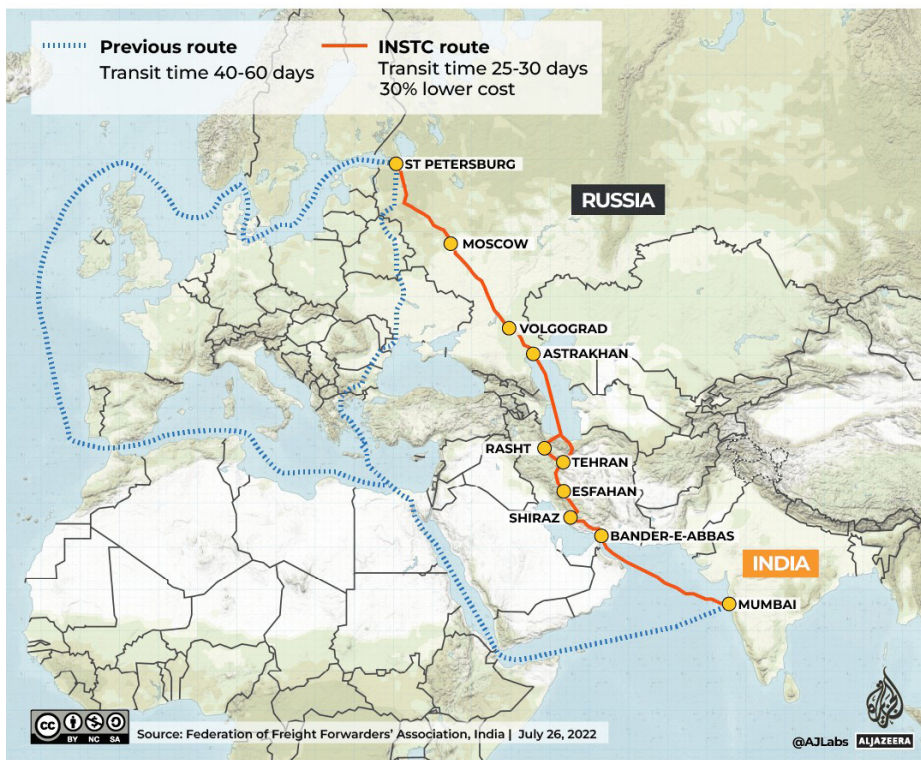 Previous route
Transit time 40-60 days
INSTC route
Transit time 25-30 days
30% lower cost
ST PETERSBURG
RUSSIA
MOSCOW
VOLGOGRAD
ASTRAKHAN
RASHT
TEHRAN
ESFAHAN
SHIRAZ
BANDER-E-ABBAS
INDIA
MUMBAI
cc
BY NC SA
Source: Federation of Freight Forwarders' Association, India | July 26, 2022
@AJLabs
ALJAZEERA